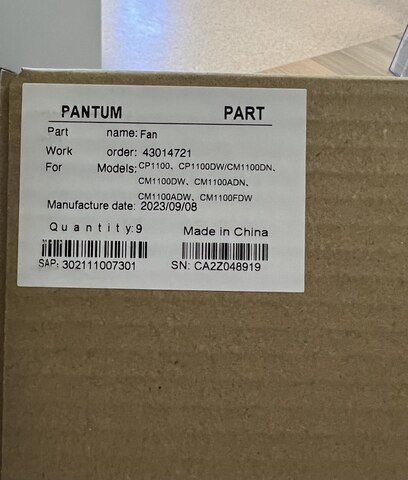 PANTUM PART
Part name: Fan
Work order: 43014721
For Models: CP1100、CP1100DW/CM1100DN、
CM1100DW、CM1100ADN、
CM1100ADW、CM1100FDW
Manufacture date: 2023/09/08
Quantity:9 Made in China
SAP: 302111007301 SN: CA2Z048919